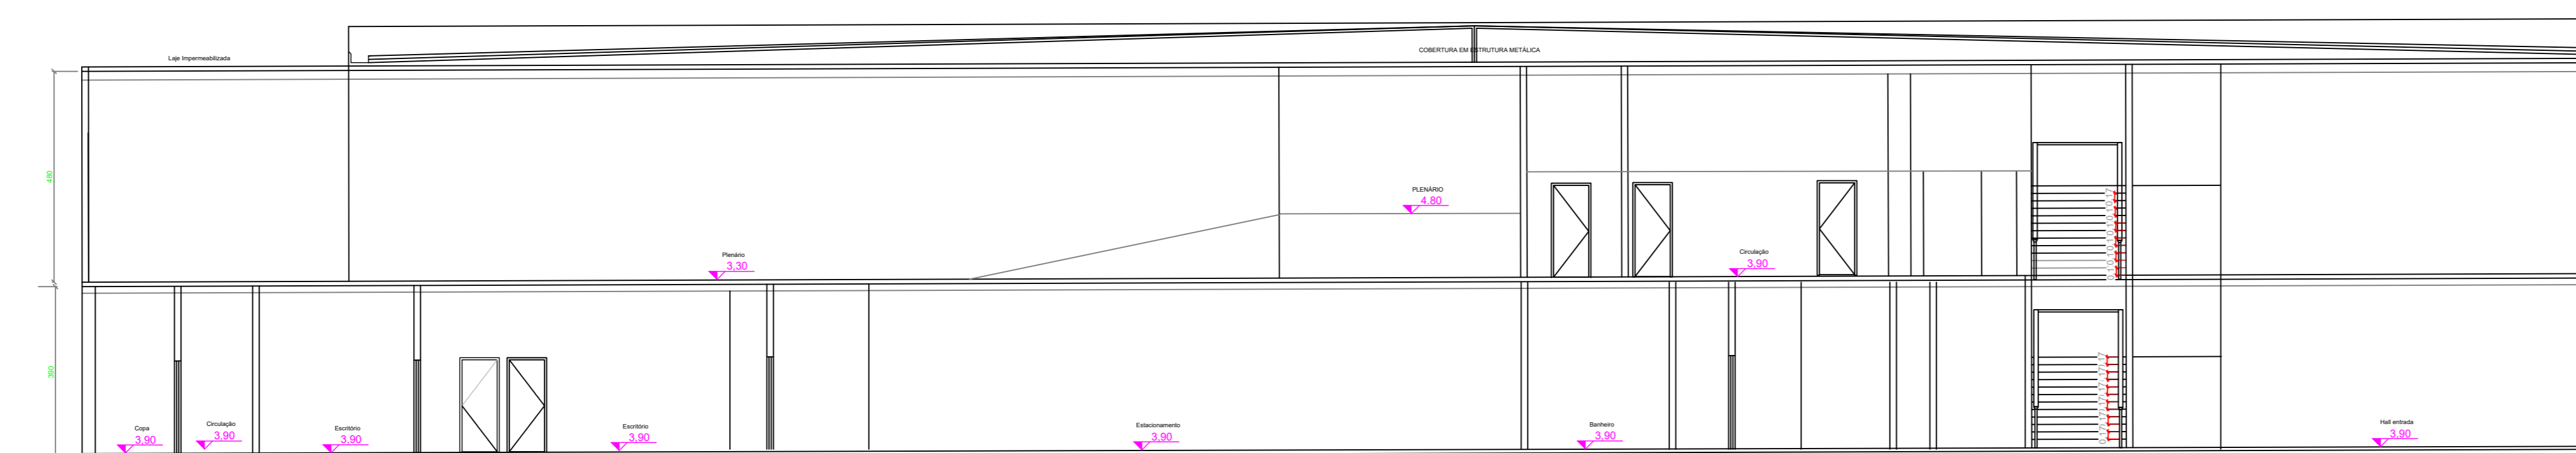 COBERTURA EM ESTRUTURA METÁLICA
Laje Impermeabilizada
480
PLENÁRIO
4.80
Plenário
3,30
Circulação
3,90
390
Copa
3,90
Circulação
3,90
Escritório
3,90
Escritório
3,90
Estacionamento
3,90
Banheiro
3,90
Hall entrada
3,90